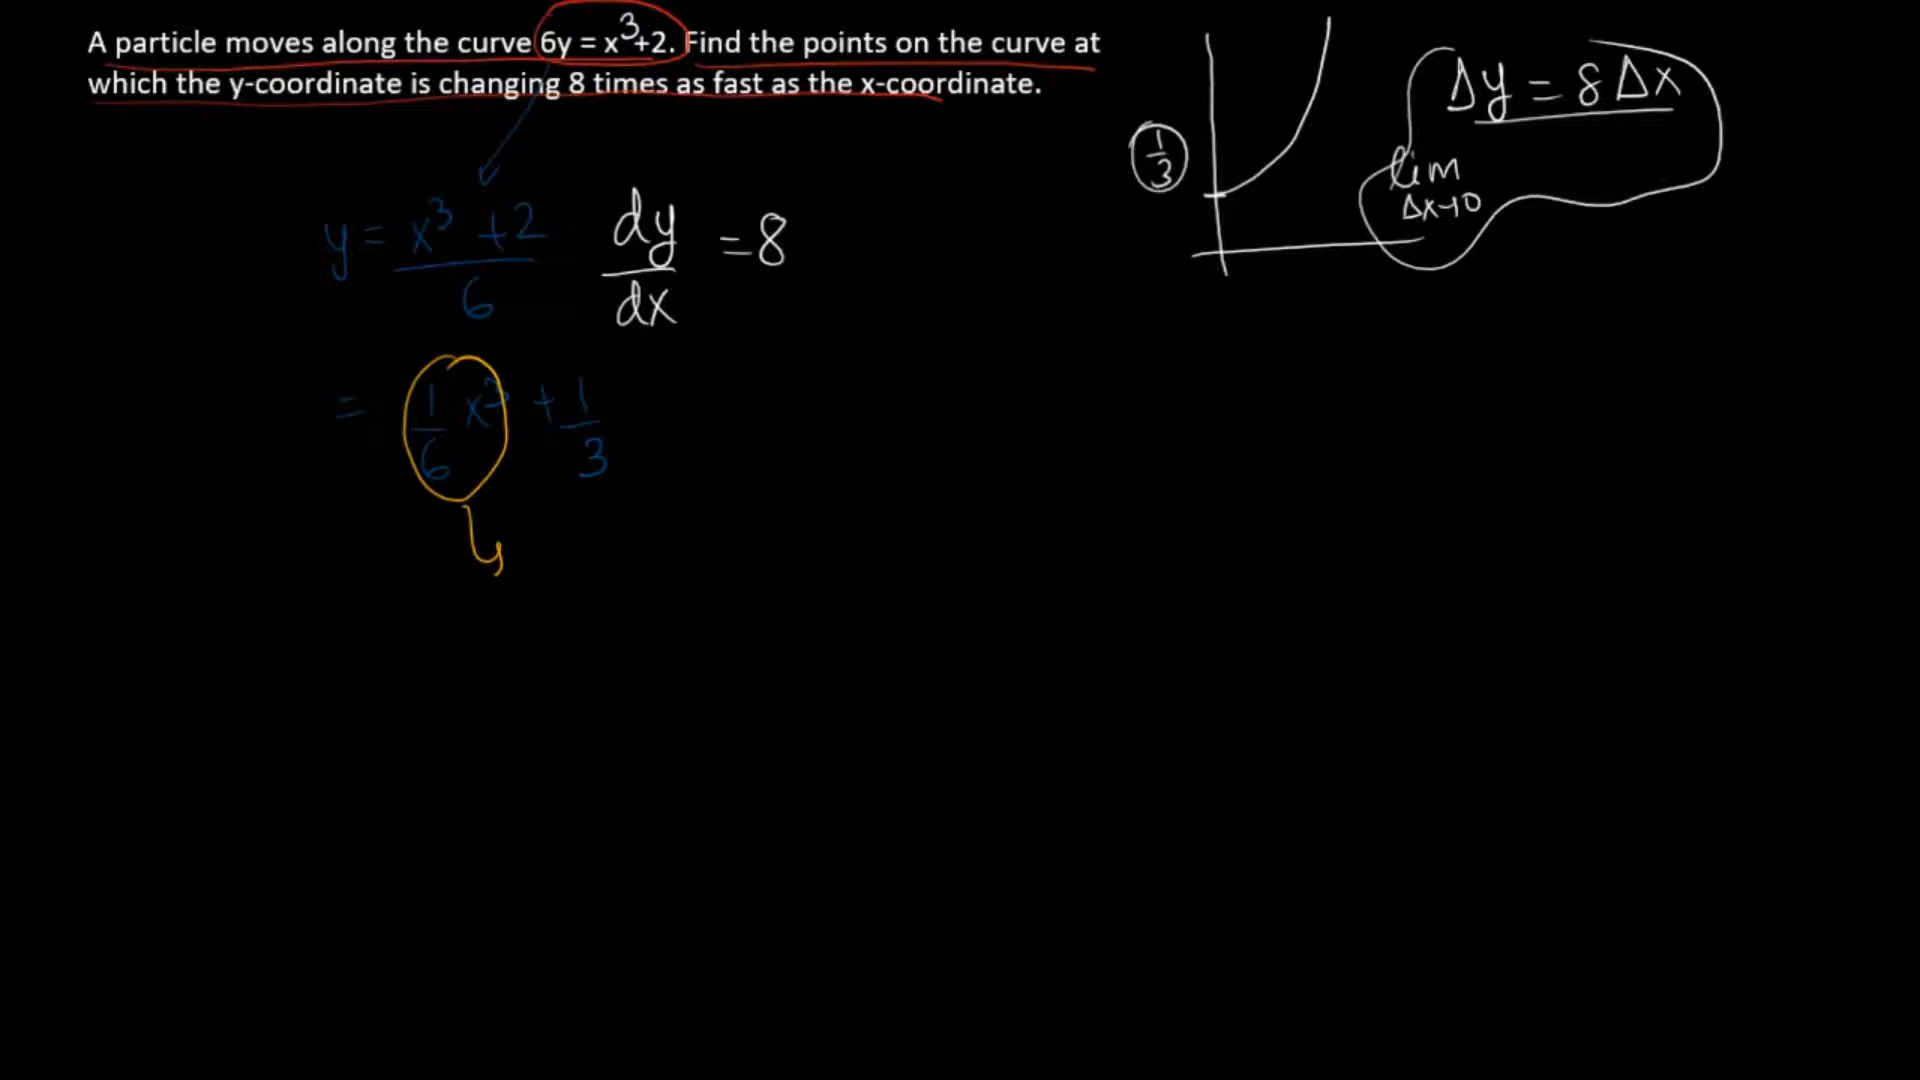 A particle moves along the curve 6y = x³+2. Find the points on the curve at
which the y-coordinate is changing 8 times as fast as the x-coordinate.
Δy = 8 Δx
1/3
lim
Δx→0
y = x³ + 2 / 6
dy/dx = 8
= 1/6 x³ + 1/3